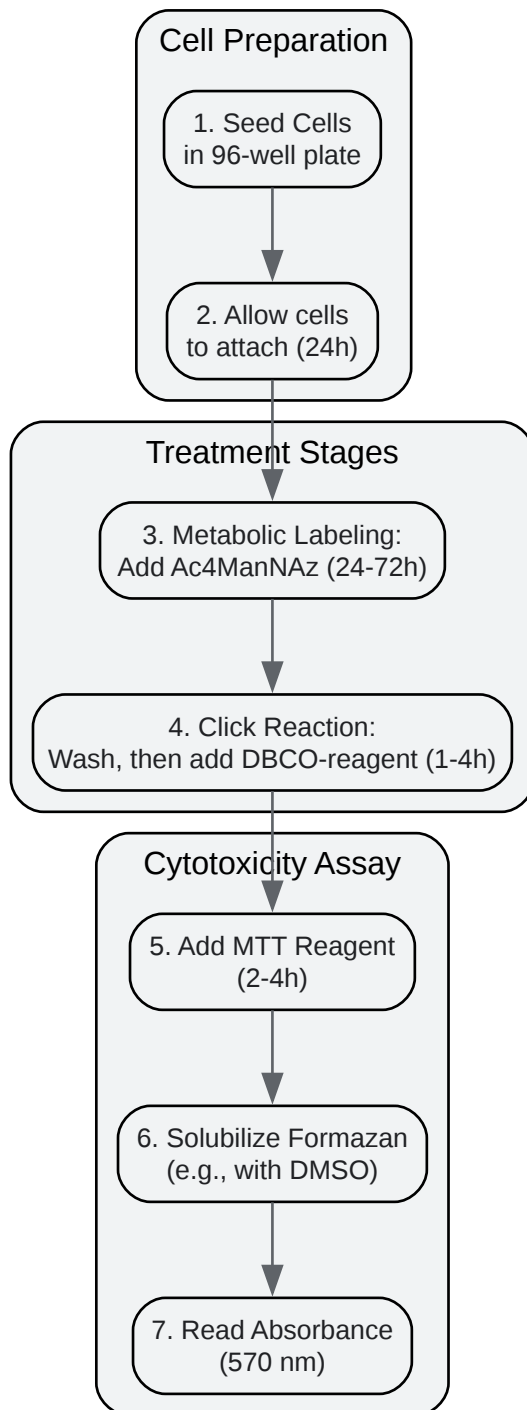 Cell Preparation
1. Seed Cells
in 96-well plate
2. Allow cells
to attach (24h)
Treatment Stages
3. Metabolic Labeling:
Add Ac4ManNAz (24-72h)
4. Click Reaction:
Wash, then add DBCO-reagent (1-4h)
Cytotoxicity Assay
5. Add MTT Reagent
(2-4h)
6. Solubilize Formazan
(e.g., with DMSO)
7. Read Absorbance
(570 nm)